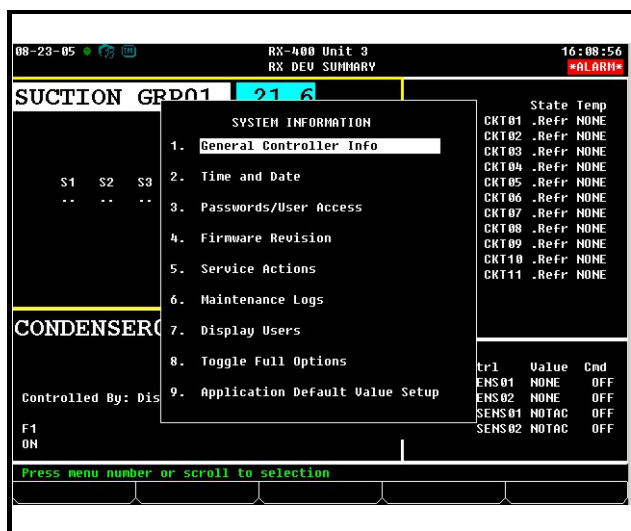 08-23-05 RX-400 Unit 3 16:08:56
RX DEV SUMMARY *ALARM*
SUCTION GRP01 21.6
State Temp
CKT01 .Refr NONE
CKT02 .Refr NONE
CKT03 .Refr NONE
CKT04 .Refr NONE
CKT05 .Refr NONE
CKT06 .Refr NONE
CKT07 .Refr NONE
CKT08 .Refr NONE
CKT09 .Refr NONE
CKT10 .Refr NONE
CKT11 .Refr NONE
S1 S2 S3
.. .. ..
SYSTEM INFORMATION
1. General Controller Info
2. Time and Date
3. Passwords/User Access
4. Firmware Revision
5. Service Actions
6. Maintenance Logs
7. Display Users
8. Toggle Full Options
9. Application Default Value Setup
CONDENSER
Controlled By: Dis
F1
ON
trl Value Cmd
ENS01 NONE OFF
ENS02 NONE OFF
SENS01 NOTAC OFF
SENS02 NOTAC OFF
Press menu number or scroll to selection